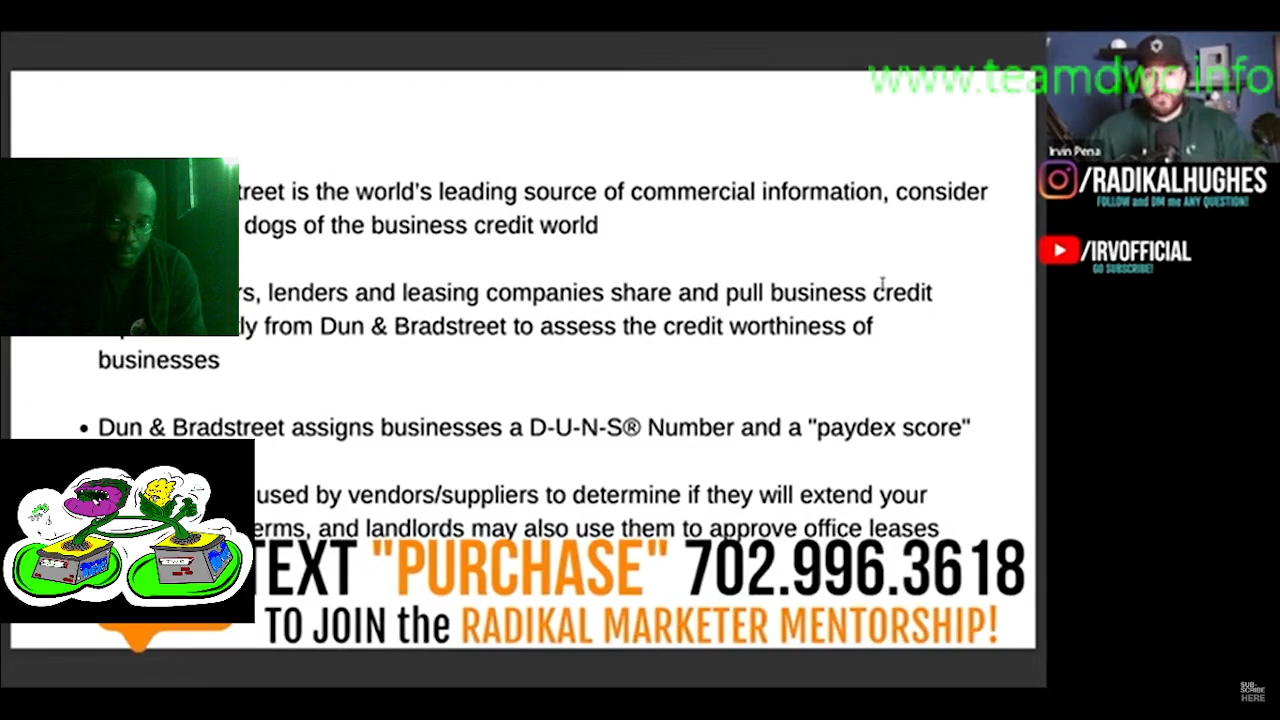 www.teamdwc.info
Irvin Pena
/RADIKALHUGHES
FOLLOW and DM me ANY QUESTION!
/IRVOFFICIAL
GO SUBSCRIBE!
treet is the world's leading source of commercial information, consider
dogs of the business credit world
rs, lenders and leasing companies share and pull business credit
ly from Dun & Bradstreet to assess the credit worthiness of
businesses
• Dun & Bradstreet assigns businesses a D-U-N-S® Number and a "paydex score"
used by vendors/suppliers to determine if they will extend your
erms, and landlords may also use them to approve office leases
TEXT "PURCHASE" 702.996.3618
TO JOIN the RADIKAL MARKETER MENTORSHIP!
SUB-
SCRIBE
HERE